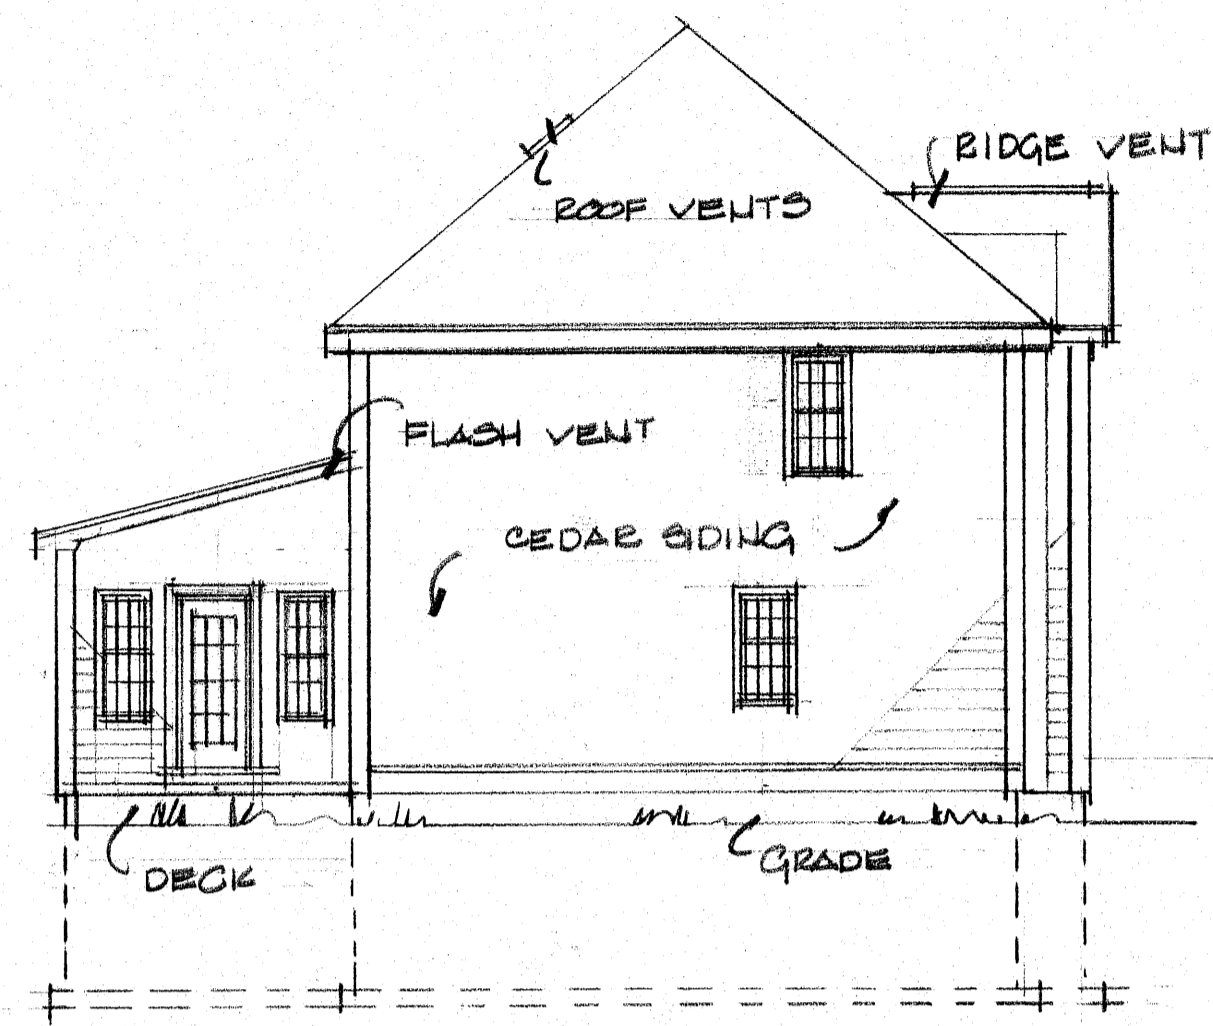 RIDGE VENT
ROOF VENTS
FLASH VENT
CEDAR SIDING
GRADE
DECK